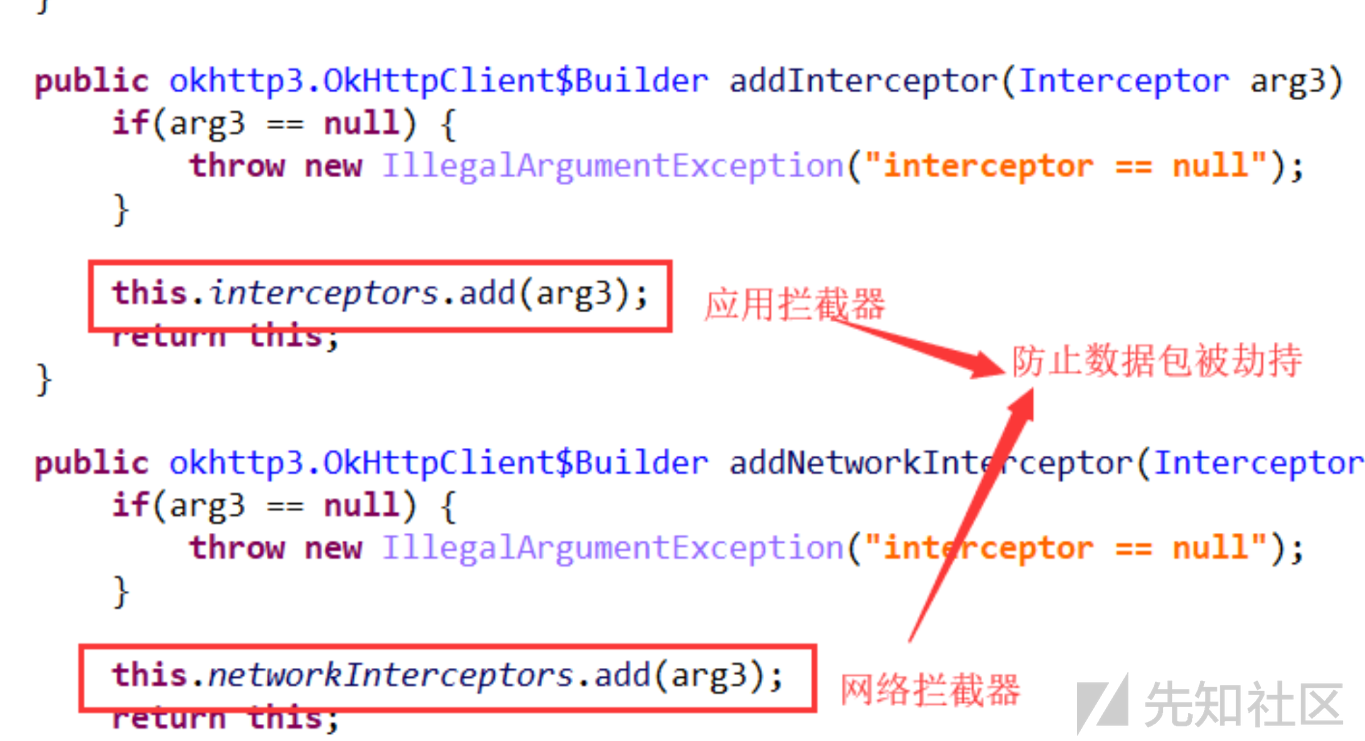 }
public okhttp3.OkHttpClient$Builder addInterceptor(Interceptor arg3)
if(arg3 == null) {
throw new IllegalArgumentException("interceptor == null");
}
this.interceptors.add(arg3); 应用拦截器
return this;
防止数据包被劫持
}
public okhttp3.OkHttpClient$Builder addNetworkInterceptor(Interceptor
if(arg3 == null) {
throw new IllegalArgumentException("interceptor == null");
}
this.networkInterceptors.add(arg3); 网络拦截器
return this;
先知社区